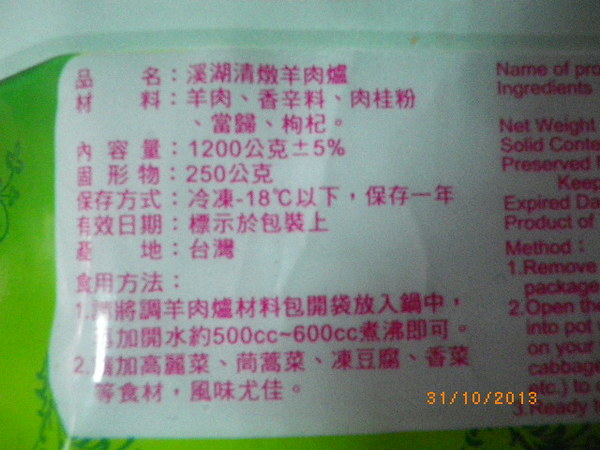 品　　名：溪湖清燉羊肉爐
材　　料：羊肉、香辛料、肉桂粉
、當歸、枸杞。
內 容 量：1200公克±5%
固 形 物：250公克
保存方式：冷凍-18℃以下，保存一年
有效日期：標示於包裝上
產　　地：台灣
食用方法：
1.請將調羊肉爐材料包開袋放入鍋中，
加開水約500cc~600cc煮沸即可。
2.增加高麗菜、茼蒿菜、凍豆腐、香菜
等食材，風味尤佳。
Name of pro
Ingredients
Net Weight
Solid Conte
Preserved
Keep
Expired Da
Product of
Method：
1.Remove
package
2.Open the
into pot
on your
cabbag
etc.) to
3.Ready
31/10/2013